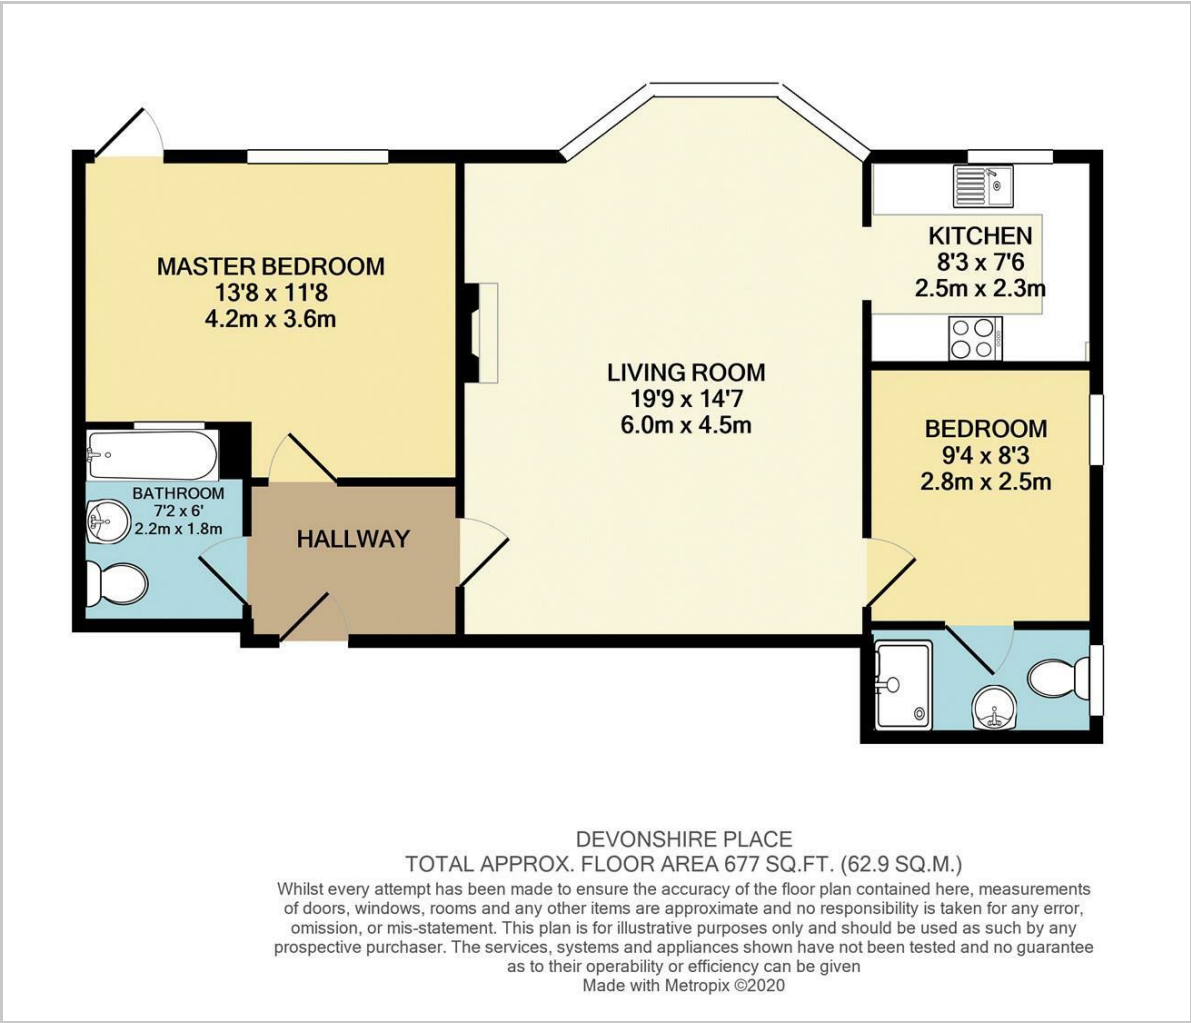 MASTER BEDROOM
13'8 x 11'8
4.2m x 3.6m
KITCHEN
8'3 x 7'6
2.5m x 2.3m
LIVING ROOM
19'9 x 14'7
6.0m x 4.5m
BEDROOM
9'4 x 8'3
2.8m x 2.5m
BATHROOM
7'2 x 6'
2.2m x 1.8m
HALLWAY
DEVONSHIRE PLACE
TOTAL APPROX. FLOOR AREA 677 SQ.FT. (62.9 SQ.M.)
Whilst every attempt has been made to ensure the accuracy of the floor plan contained here, measurements
of doors, windows, rooms and any other items are approximate and no responsibility is taken for any error,
omission, or mis-statement. This plan is for illustrative purposes only and should be used as such by any
prospective purchaser. The services, systems and appliances shown have not been tested and no guarantee
as to their operability or efficiency can be given
Made with Metropix ©2020